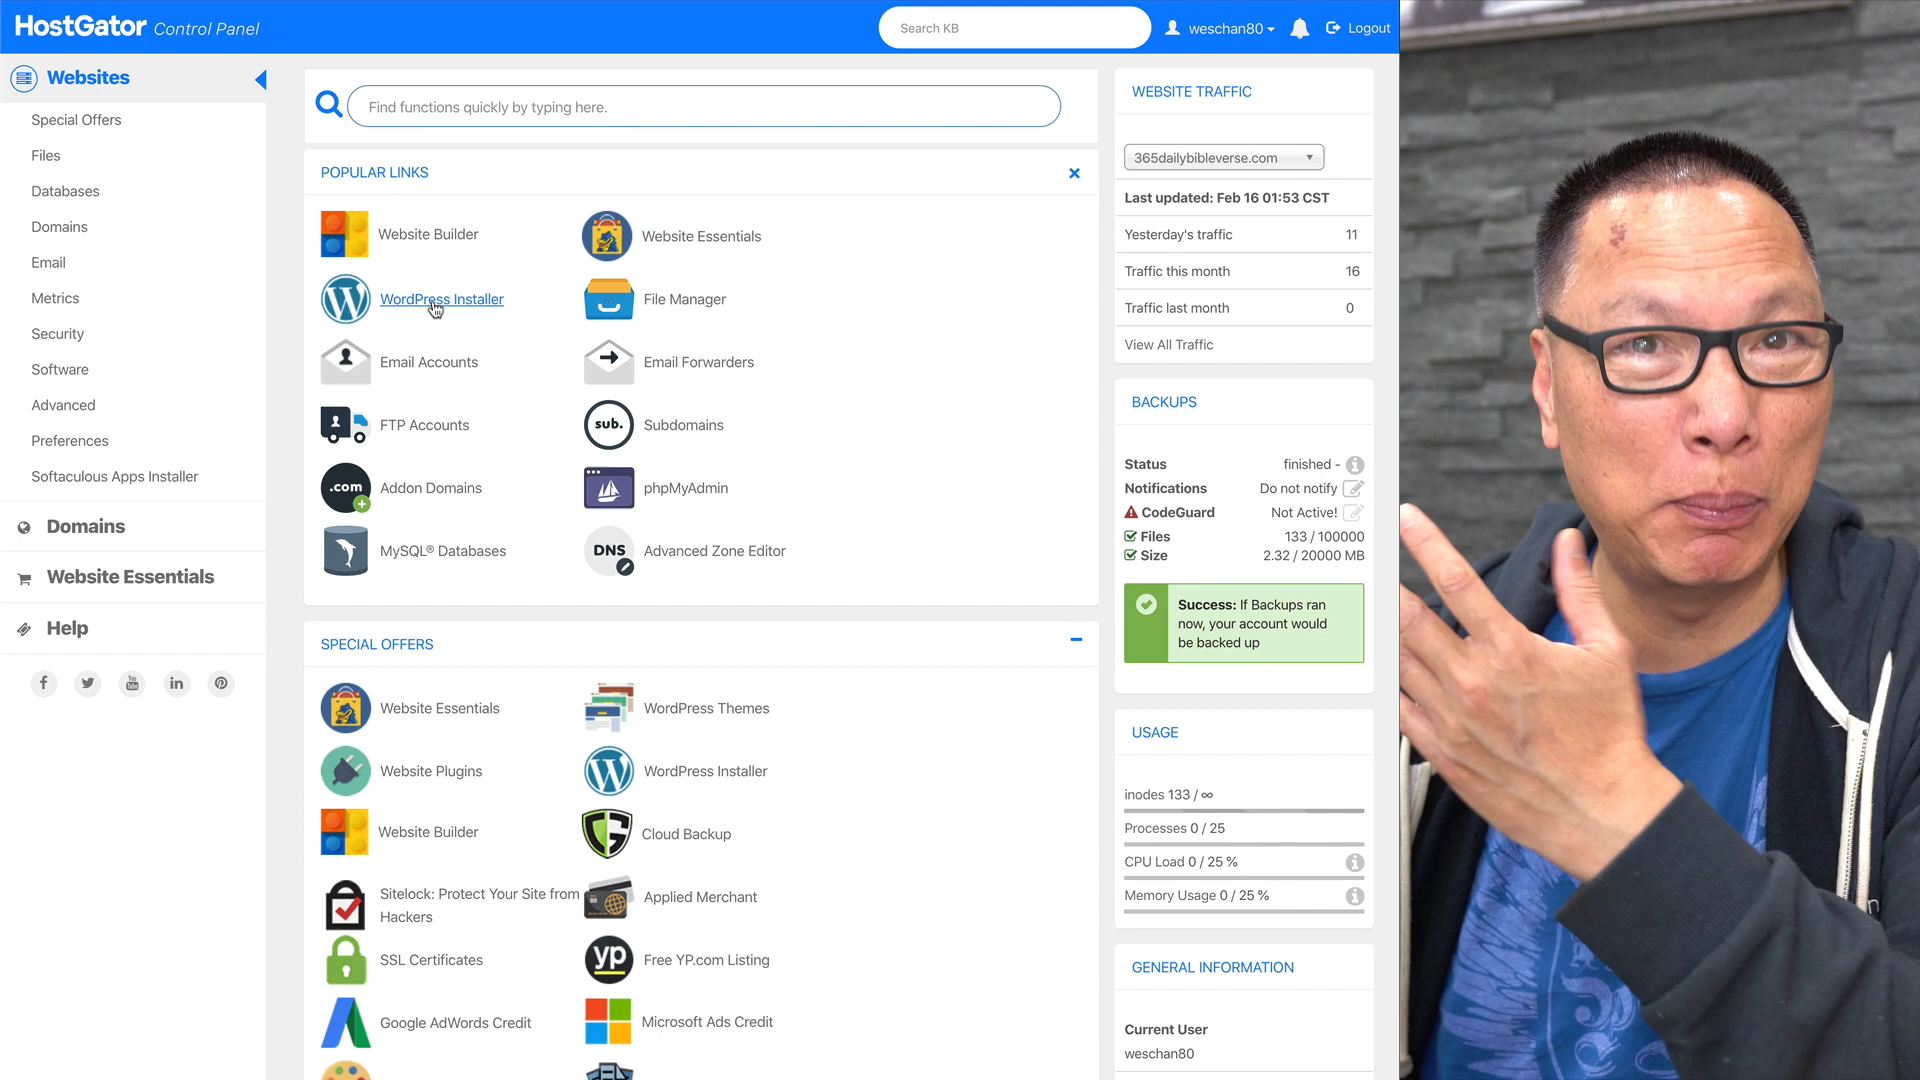 HostGator Control Panel
Search KB
weschan80
Logout
Websites
Special Offers
Files
Databases
Domains
Email
Metrics
Security
Software
Advanced
Preferences
Softaculous Apps Installer
Domains
Website Essentials
Help
Find functions quickly by typing here.
POPULAR LINKS
Website Builder
Website Essentials
WordPress Installer
File Manager
Email Accounts
Email Forwarders
FTP Accounts
sub.
Subdomains
.com
Addon Domains
phpMyAdmin
MySQL® Databases
DNS
Advanced Zone Editor
SPECIAL OFFERS
Website Essentials
WordPress Themes
Website Plugins
WordPress Installer
Website Builder
Cloud Backup
Sitelock: Protect Your Site from
Hackers
Applied Merchant
SSL Certificates
yp
Free YP.com Listing
Google AdWords Credit
Microsoft Ads Credit
WEBSITE TRAFFIC
365dailybibleverse.com
Last updated: Feb 16 01:53 CST
Yesterday's traffic 11
Traffic this month 16
Traffic last month 0
View All Traffic
BACKUPS
Status finished -
Notifications Do not notify
CodeGuard Not Active!
Files 133 / 100000
Size 2.32 / 20000 MB
Success: If Backups ran
now, your account would
be backed up
USAGE
inodes 133 / ∞
Processes 0 / 25
CPU Load 0 / 25 %
Memory Usage 0 / 25 %
GENERAL INFORMATION
Current User
weschan80